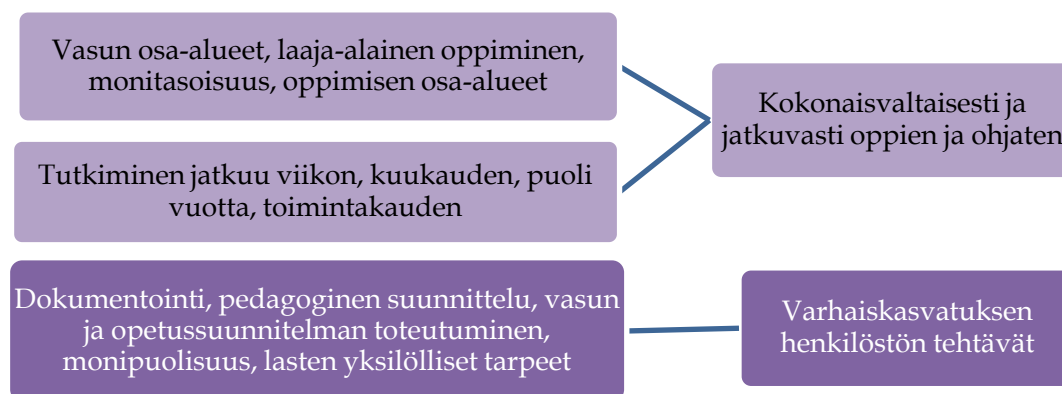 Vasun osa-alueet, laaja-alainen oppiminen,
monitasoisuus, oppimisen osa-alueet
Kokonaisvaltaisesti ja
jatkuvasti oppien ja ohjaten
Tutkiminen jatkuu viikon, kuukauden, puoli
vuotta, toimintakauden
Dokumentointi, pedagoginen suunnittelu, vasun
ja opetussuunnitelman toteutuminen,
monipuolisuus, lasten yksilölliset tarpeet
Varhaiskasvatuksen
henkilöstön tehtävät